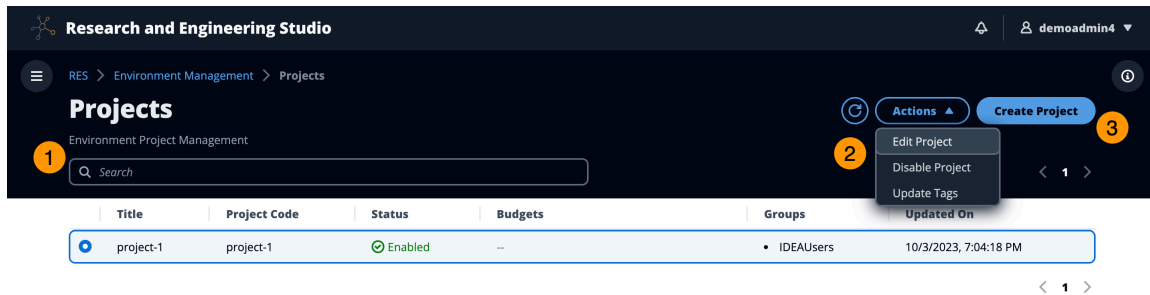 Research and Engineering Studio
demoadmin4
RES > Environment Management > Projects
Projects
Actions
Create Project
3
Environment Project Management
1
2
Edit Project
Search
Disable Project
< 1 >
Update Tags
Title Project Code Status Budgets Groups Updated On
project-1 project-1 Enabled -- • IDEAUsers 10/3/2023, 7:04:18 PM
< 1 >